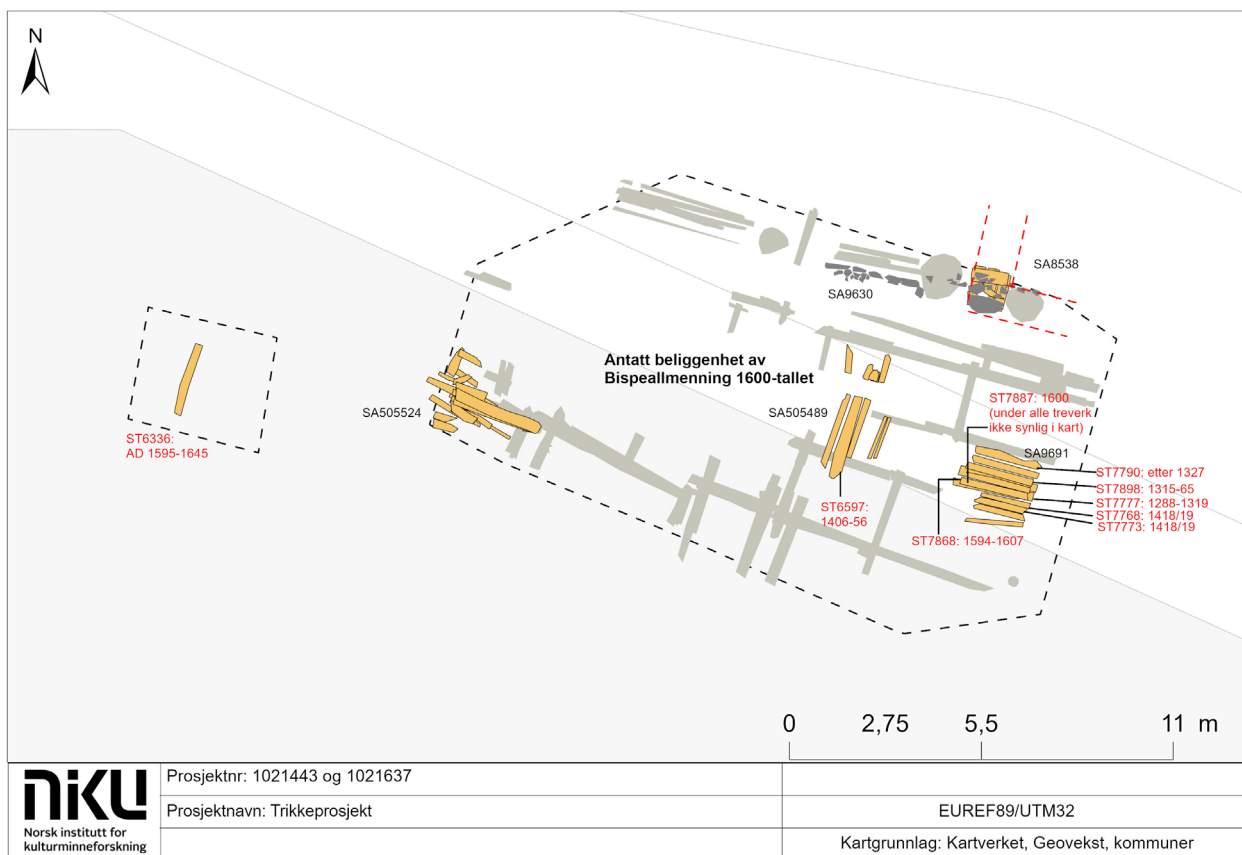 N
SA8538
SA9630
Antatt beliggenhet av
Bispeallmenning 1600-tallet
ST7887: 1600
(under alle treverk
ikke synlig i kart)
SA505524
SA505489
ST6336:
AD 1595-1645
SA9691
ST7790: etter 1327
ST7898: 1315-65
ST7777: 1288-1319
ST7768: 1418/19
ST7773: 1418/19
ST6597:
1406-56
ST7868: 1594-1607
0 2,75 5,5 11 m
NIKU
Norsk institutt for
kulturminneforskning
Prosjektnr: 1021443 og 1021637
Prosjektnavn: Trikkeprosjekt
EUREF89/UTM32
Kartgrunnlag: Kartverket, Geovekst, kommuner